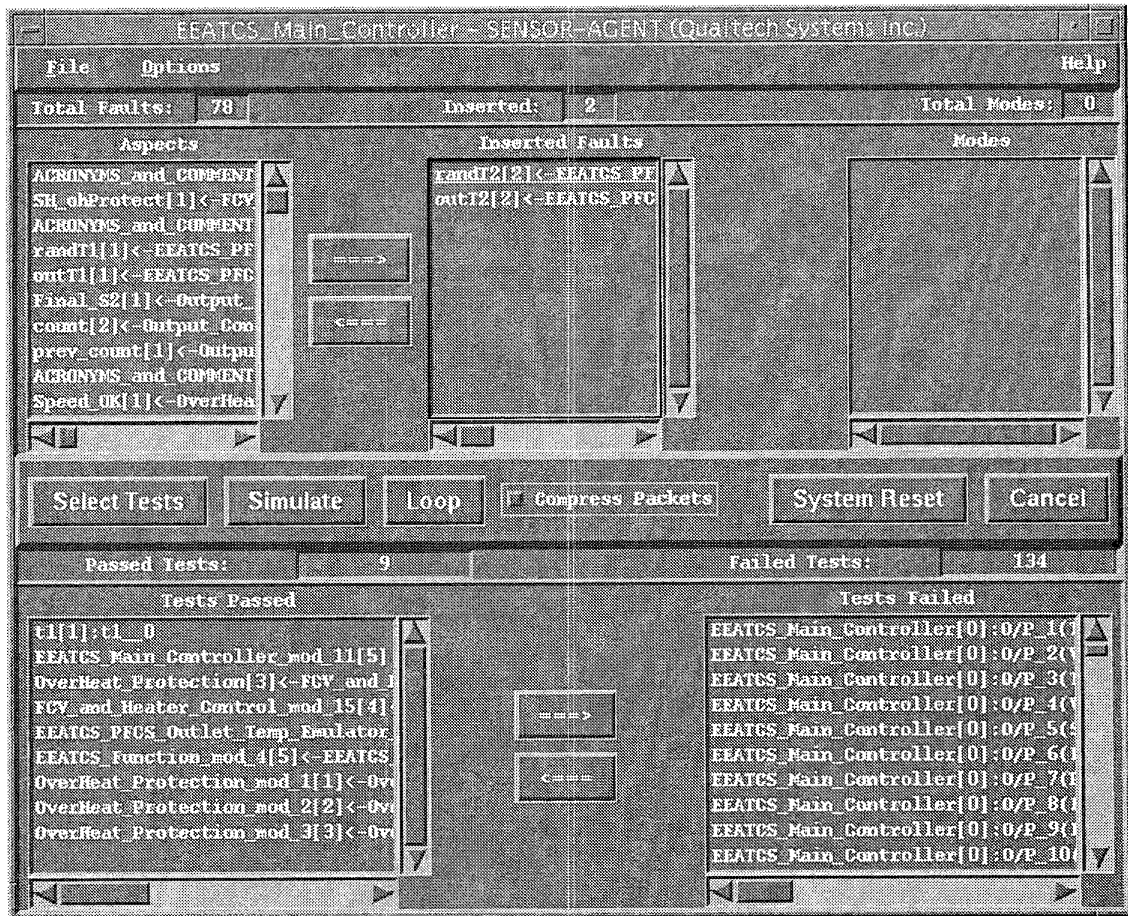 EEATCS_Main_Controller - SENSOR-AGENT (Qualtech Systems Inc.)
File Options Help
Total Faults: 78 Inserted: 2 Total Modes: 0
Aspects
ACRONYMS_and_COMMENT
SH_ohProtect[1]<-FCV
ACRONYMS_and_COMMENT
randT1[1]<-EEATCS_PF
outT1[1]<-EEATCS_PFC
Final_S2[1]<-Output_
count[2]<-Output_Con
prev_count[1]<-Outpu
ACRONYMS_and_COMMENT
Speed_OK[1]<-OverHea
===>
<===
Inserted Faults
randT2[2]<-EEATCS_PF
outT2[2]<-EEATCS_PFC
Modes
Select Tests Simulate Loop Compress Packets System Reset Cancel
Passed Tests: 9 Failed Tests: 134
Tests Passed
t1[1]:t1__0
EEATCS_Main_Controller_mod_11[5]
OverHeat_Protection[3]<-FCV_and_
FCV_and_Heater_Control_mod_15[4]
EEATCS_PFCS_Outlet_Temp_Emulator
EEATCS_Function_mod_4[5]<-EEATCS
OverHeat_Protection_mod_1[1]<-Ov
OverHeat_Protection_mod_2[2]<-Ov
OverHeat_Protection_mod_3[3]<-Ov
===>
<===
Tests Failed
EEATCS_Main_Controller[0]:O/P_1(
EEATCS_Main_Controller[0]:O/P_2(
EEATCS_Main_Controller[0]:O/P_3(
EEATCS_Main_Controller[0]:O/P_4(
EEATCS_Main_Controller[0]:O/P_5(
EEATCS_Main_Controller[0]:O/P_6(
EEATCS_Main_Controller[0]:O/P_7(
EEATCS_Main_Controller[0]:O/P_8(
EEATCS_Main_Controller[0]:O/P_9(
EEATCS_Main_Controller[0]:O/P_10